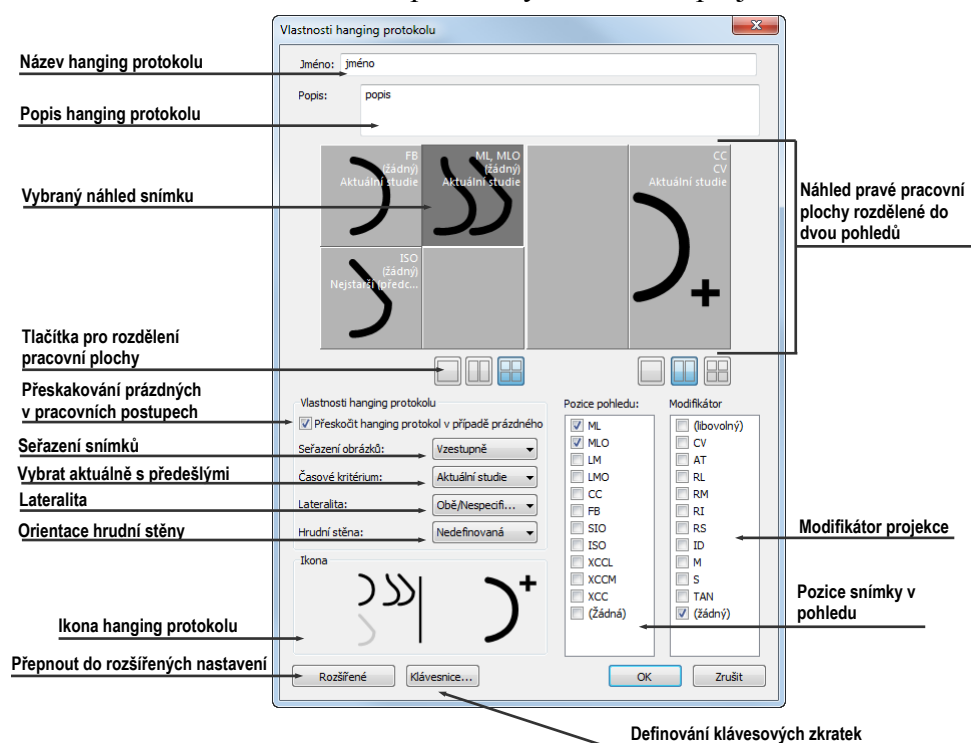 Vlastnosti hanging protokolu
Název hanging protokolu
Jméno:
jméno
Popis hanging protokolu
Popis:
popis
Vybraný náhled snímku
FB
(žádný)
Aktuální studie
ML, MLO
(žádný)
Aktuální studie
CC
CV
Aktuální studie
Náhled pravé pracovní
plochy rozdělené do
dvou pohledů
ISO
(žádný)
Nejstarší (předc...
Tlačítka pro rozdělení
pracovní plochy
Přeskakování prázdných
v pracovních postupech
Vlastnosti hanging protokolu
Přeskočit hanging protokol v případě prázdného
Seřazení snímků
Seřazení obrázků:
Vzestupně
Vybrat aktuálně s předešlými
Časové kritérium:
Aktuální studie
Lateralita
Lateralita:
Obě/Nespecifi...
Orientace hrudní stěny
Hrudní stěna:
Nedefinovaná
Pozice pohledu:
ML
MLO
LM
LMO
CC
FB
SIO
ISO
XCCL
XCCM
XCC
(Žádná)
Modifikátor
(libovolný)
CV
AT
RL
RM
RI
RS
ID
M
S
TAN
(žádný)
Modifikátor projekce
Pozice snímky v
pohledu
Ikona
Ikona hanging protokolu
Přepnout do rozšířených nastavení
Rozšířené
Klávesnice...
OK
Zrušit
Definování klávesových zkratek